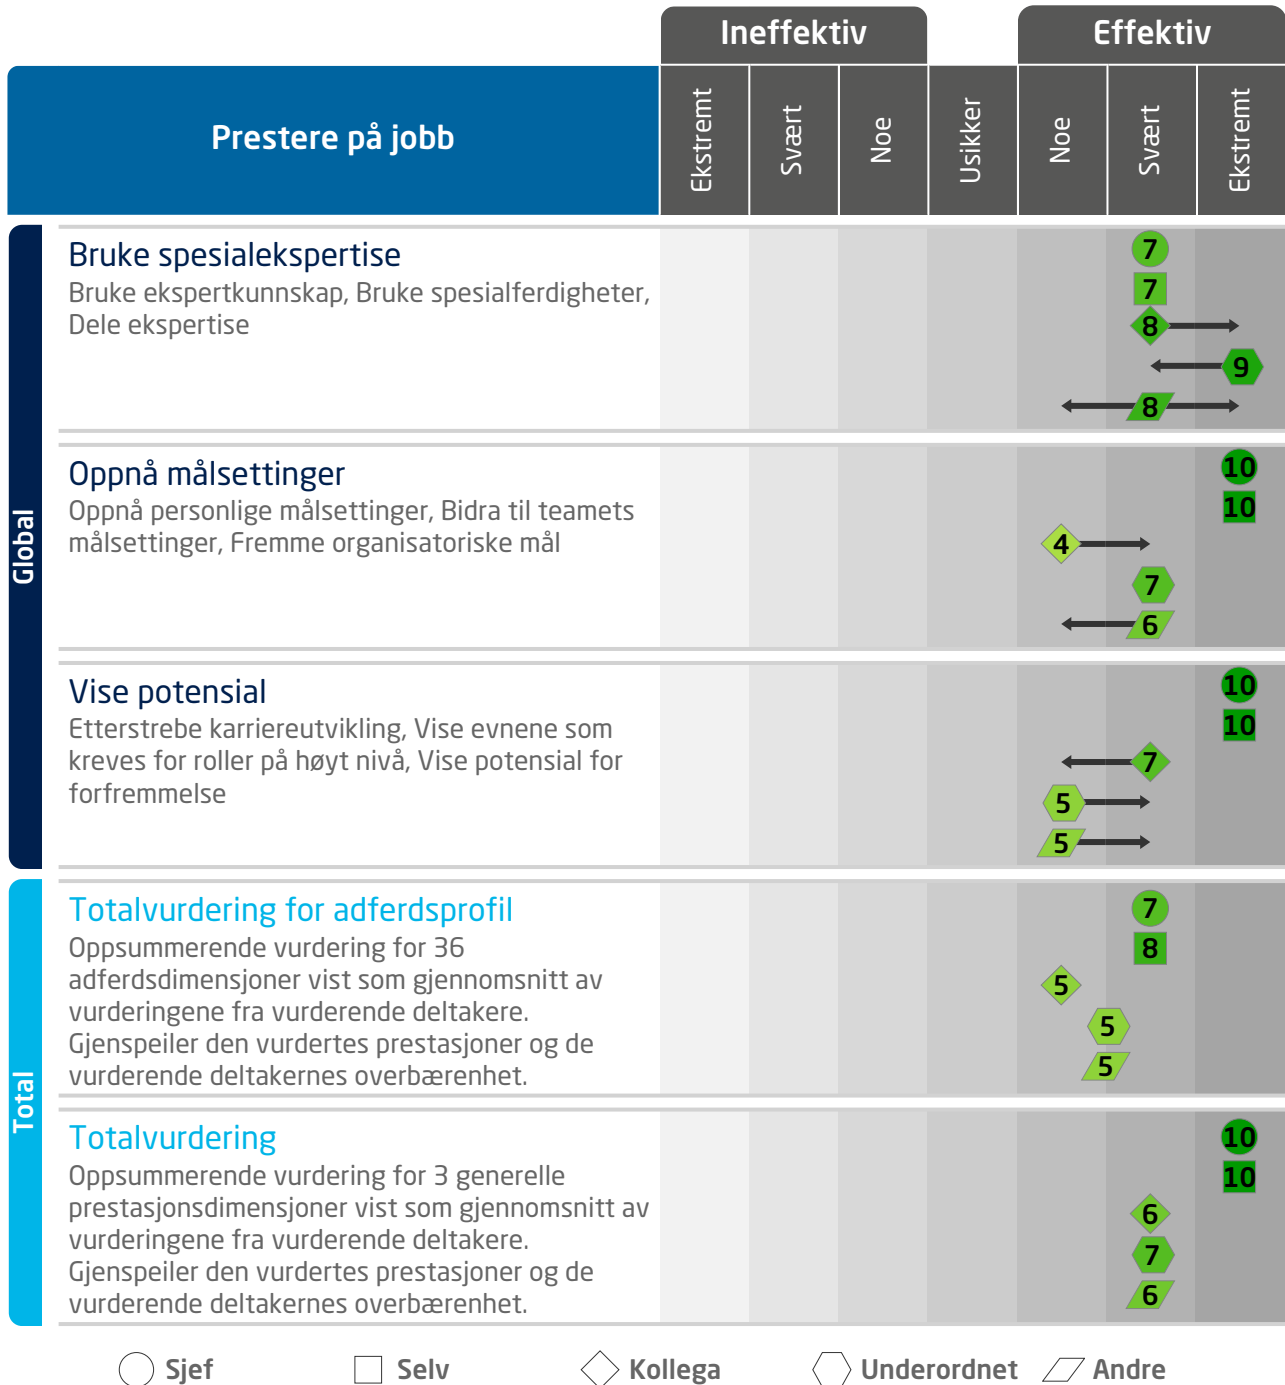 Ineffektiv
Effektiv
Prestere på jobb
Ekstremt
Svært
Noe
Usikker
Noe
Svært
Ekstremt
Global
Bruke spesialekspertise
Bruke ekspertkunnskap, Bruke spesialferdigheter,
Dele ekspertise
7
7
8
9
8
Oppnå målsettinger
Oppnå personlige målsettinger, Bidra til teamets
målsettinger, Fremme organisatoriske mål
10
10
4
7
6
Vise potensial
Etterstrebe karriereutvikling, Vise evnene som
kreves for roller på høyt nivå, Vise potensial for
forfremmelse
10
10
7
5
5
Total
Totalvurdering for adferdsprofil
Oppsummerende vurdering for 36
adferdsdimensjoner vist som gjennomsnitt av
vurderingene fra vurderende deltakere.
Gjenspeiler den vurdertes prestasjoner og de
vurderende deltakernes overbærenhet.
7
8
5
5
5
Totalvurdering
Oppsummerende vurdering for 3 generelle
prestasjonsdimensjoner vist som gjennomsnitt av
vurderingene fra vurderende deltakere.
Gjenspeiler den vurdertes prestasjoner og de
vurderende deltakernes overbærenhet.
10
10
6
7
6
Sjef
Selv
Kollega
Underordnet
Andre